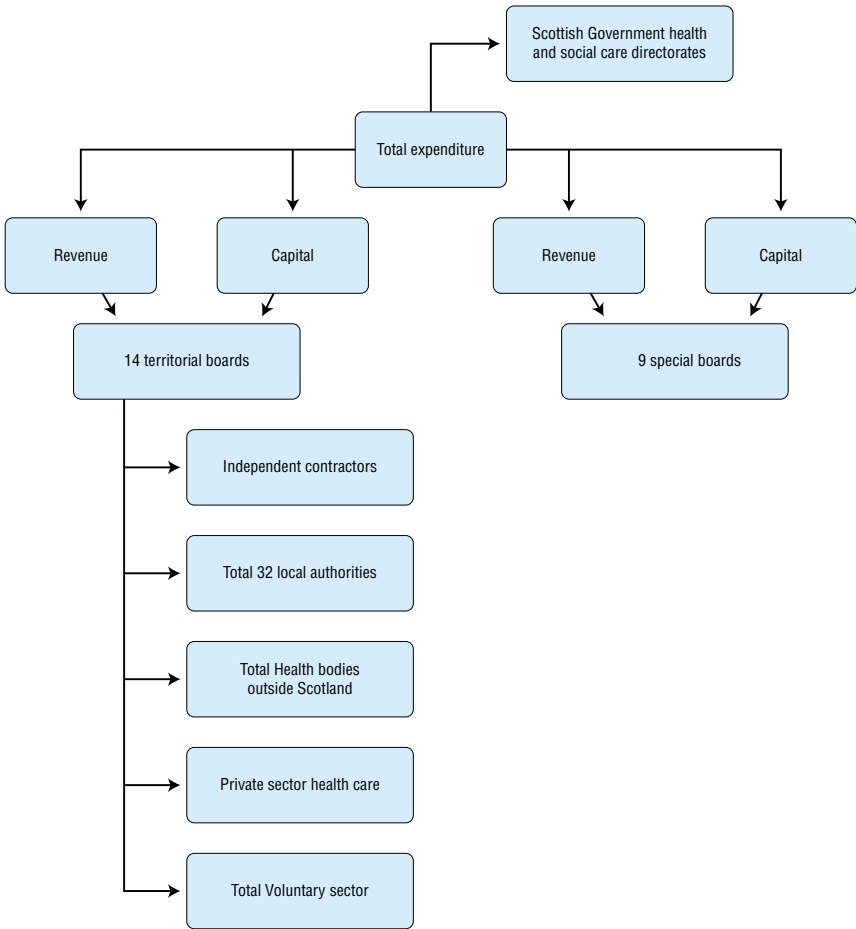 Scottish Government health
and social care directorates
Total expenditure
Revenue
Capital
Revenue
Capital
14 territorial boards
9 special boards
Independent contractors
Total 32 local authorities
Total Health bodies
outside Scotland
Private sector health care
Total Voluntary sector